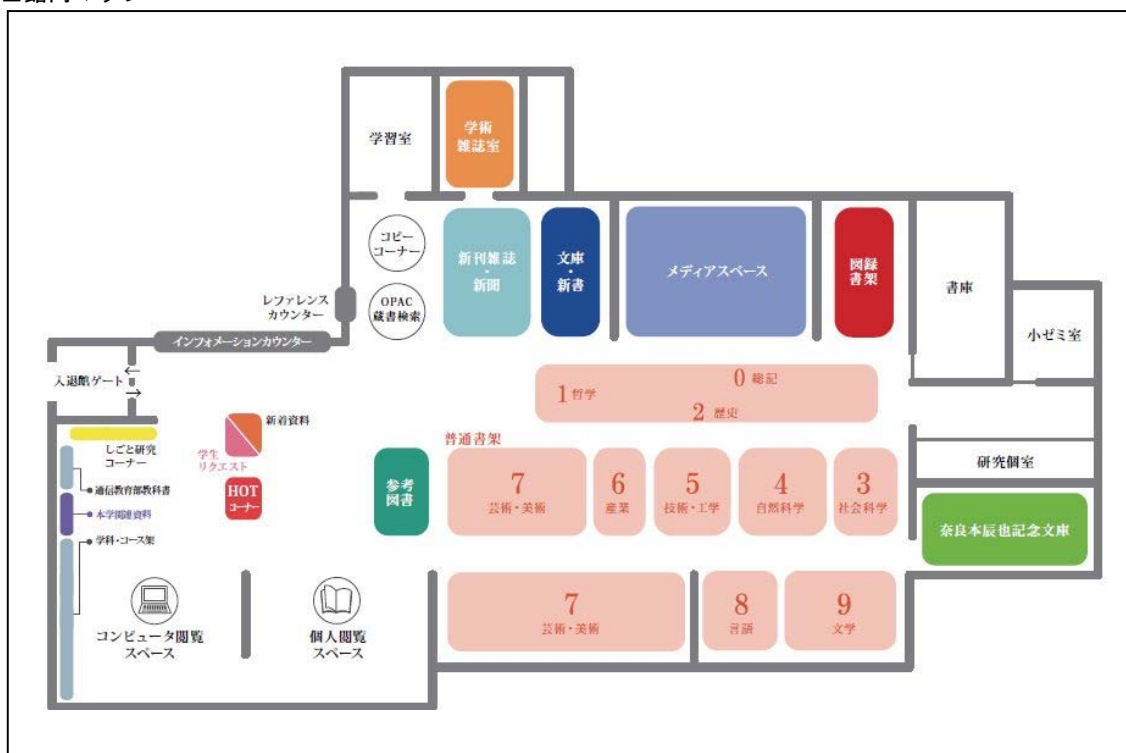 学習室
学術
雑誌室
コピー
コーナー
新刊雑誌
・
新聞
文庫
・
新書
メディアスペース
図録
書架
書庫
小ゼミ室
レファレンス
カウンター
OPAC
蔵書検索
インフォメーションカウンター
入退館ゲート
←
→
しごと研究
コーナー
新着資料
学生
リクエスト
HOT
コーナー
通信教育部教科書
本学関連資料
学科・コース架
参考
図書
1 哲学
0 総記
2 歴史
普通書架
7
芸術・美術
6
産業
5
技術・工学
4
自然科学
3
社会科学
研究個室
奈良本辰也記念文庫
コンピュータ閲覧
スペース
個人閲覧
スペース
7
芸術・美術
8
言語
9
文学